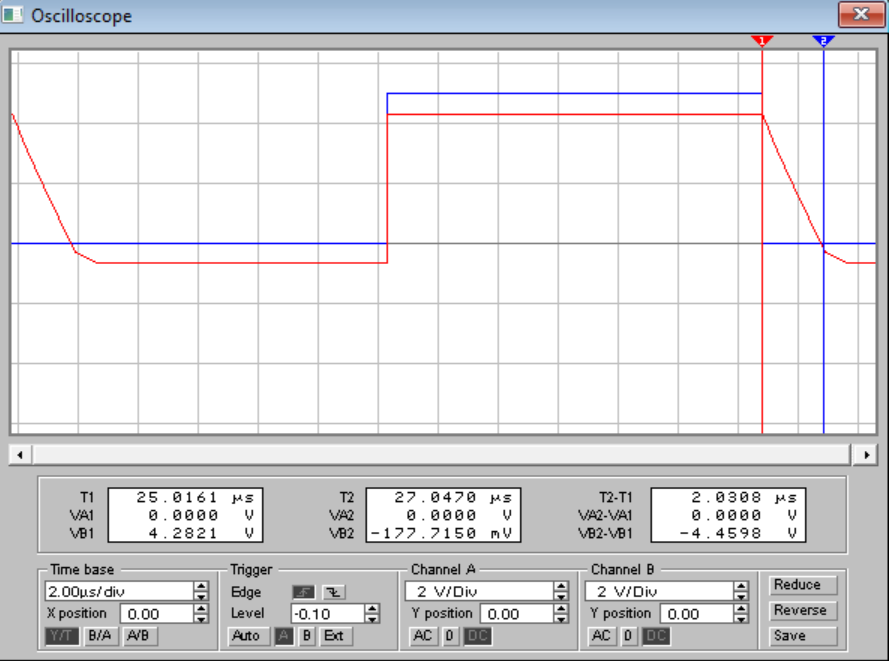 Oscilloscope
1 2
T1 25.0161 µs T2 27.0470 µs T2-T1 2.0308 µs
VA1 0.0000 V VA2 0.0000 V VA2-VA1 0.0000 V
VB1 4.2821 V VB2 -177.7150 mV VB2-VB1 -4.4598 V
Time base Trigger Channel A Channel B
2.00µs/div Edge 2 V/Div 2 V/Div Reduce
X position 0.00 Level -0.10 Y position 0.00 Y position 0.00 Reverse
Y/T B/A A/B Auto A B Ext AC 0 DC AC 0 DC Save